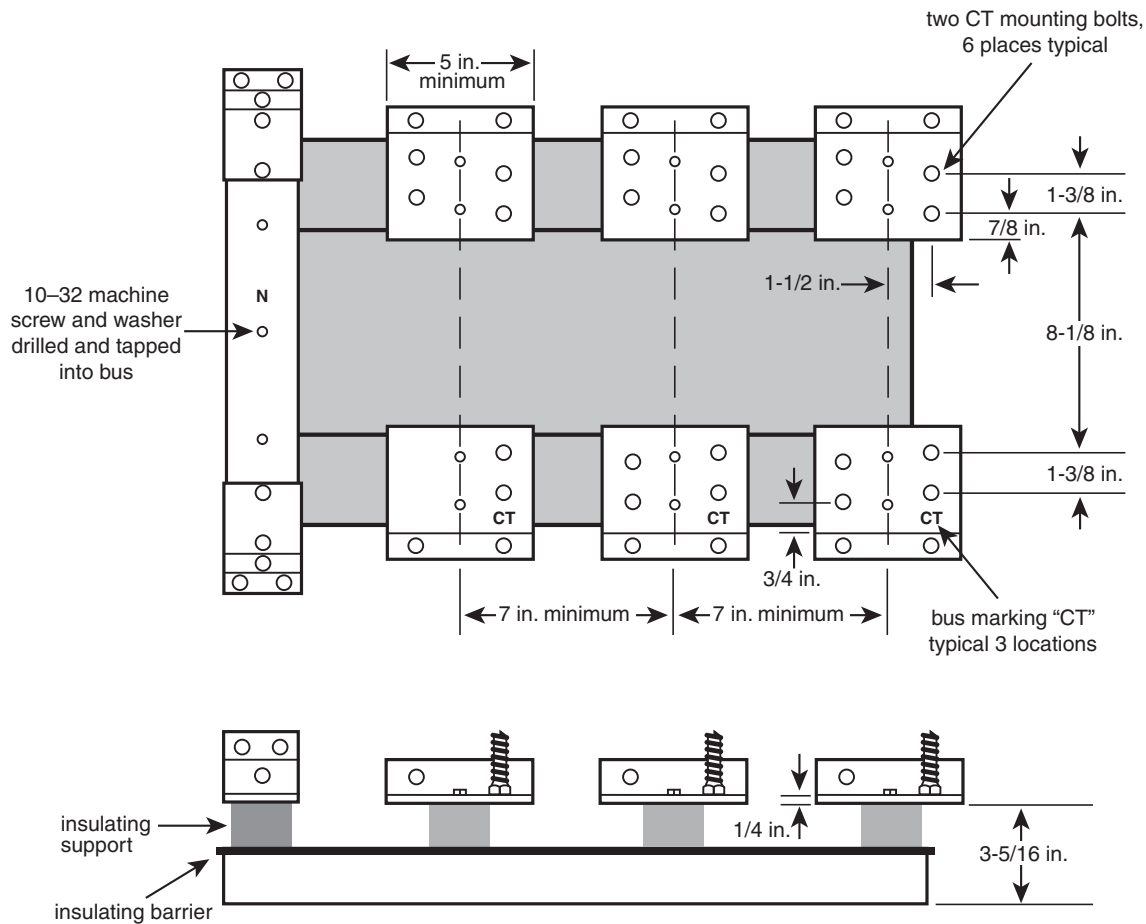 two CT mounting bolts,
6 places typical
5 in.
minimum
1-3/8 in.
7/8 in.
1-1/2 in.
N
10–32 machine
screw and washer
drilled and tapped
into bus
8-1/8 in.
1-3/8 in.
CT
CT
CT
3/4 in.
7 in. minimum
7 in. minimum
bus marking “CT”
typical 3 locations
insulating
support
1/4 in.
3-5/16 in.
insulating barrier